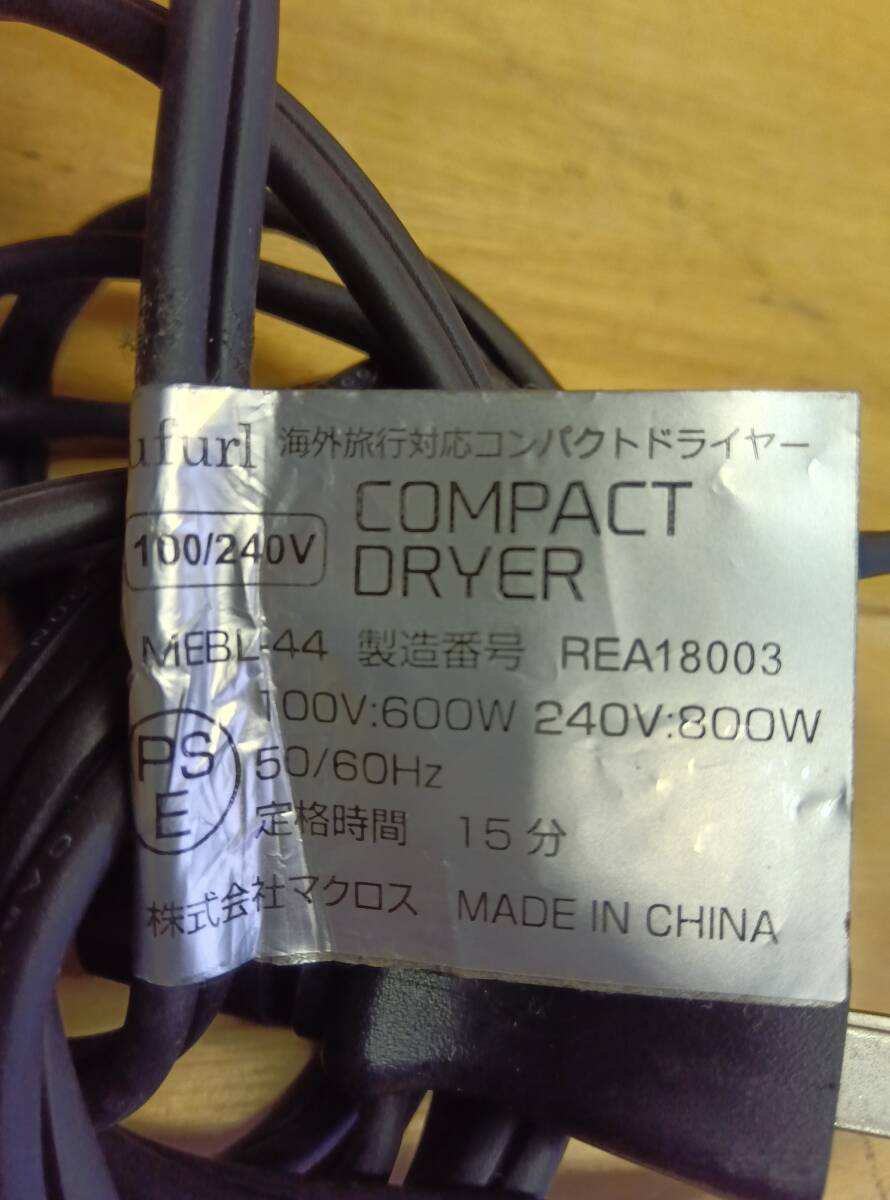 ufurl 海外旅行対応コンパクトドライヤー
100/240V COMPACT
DRYER
MEBL-44 製造番号 REA18003
100V:600W 240V:800W
PS
E
50/60Hz
定格時間 15分
株式会社マクロス MADE IN CHINA